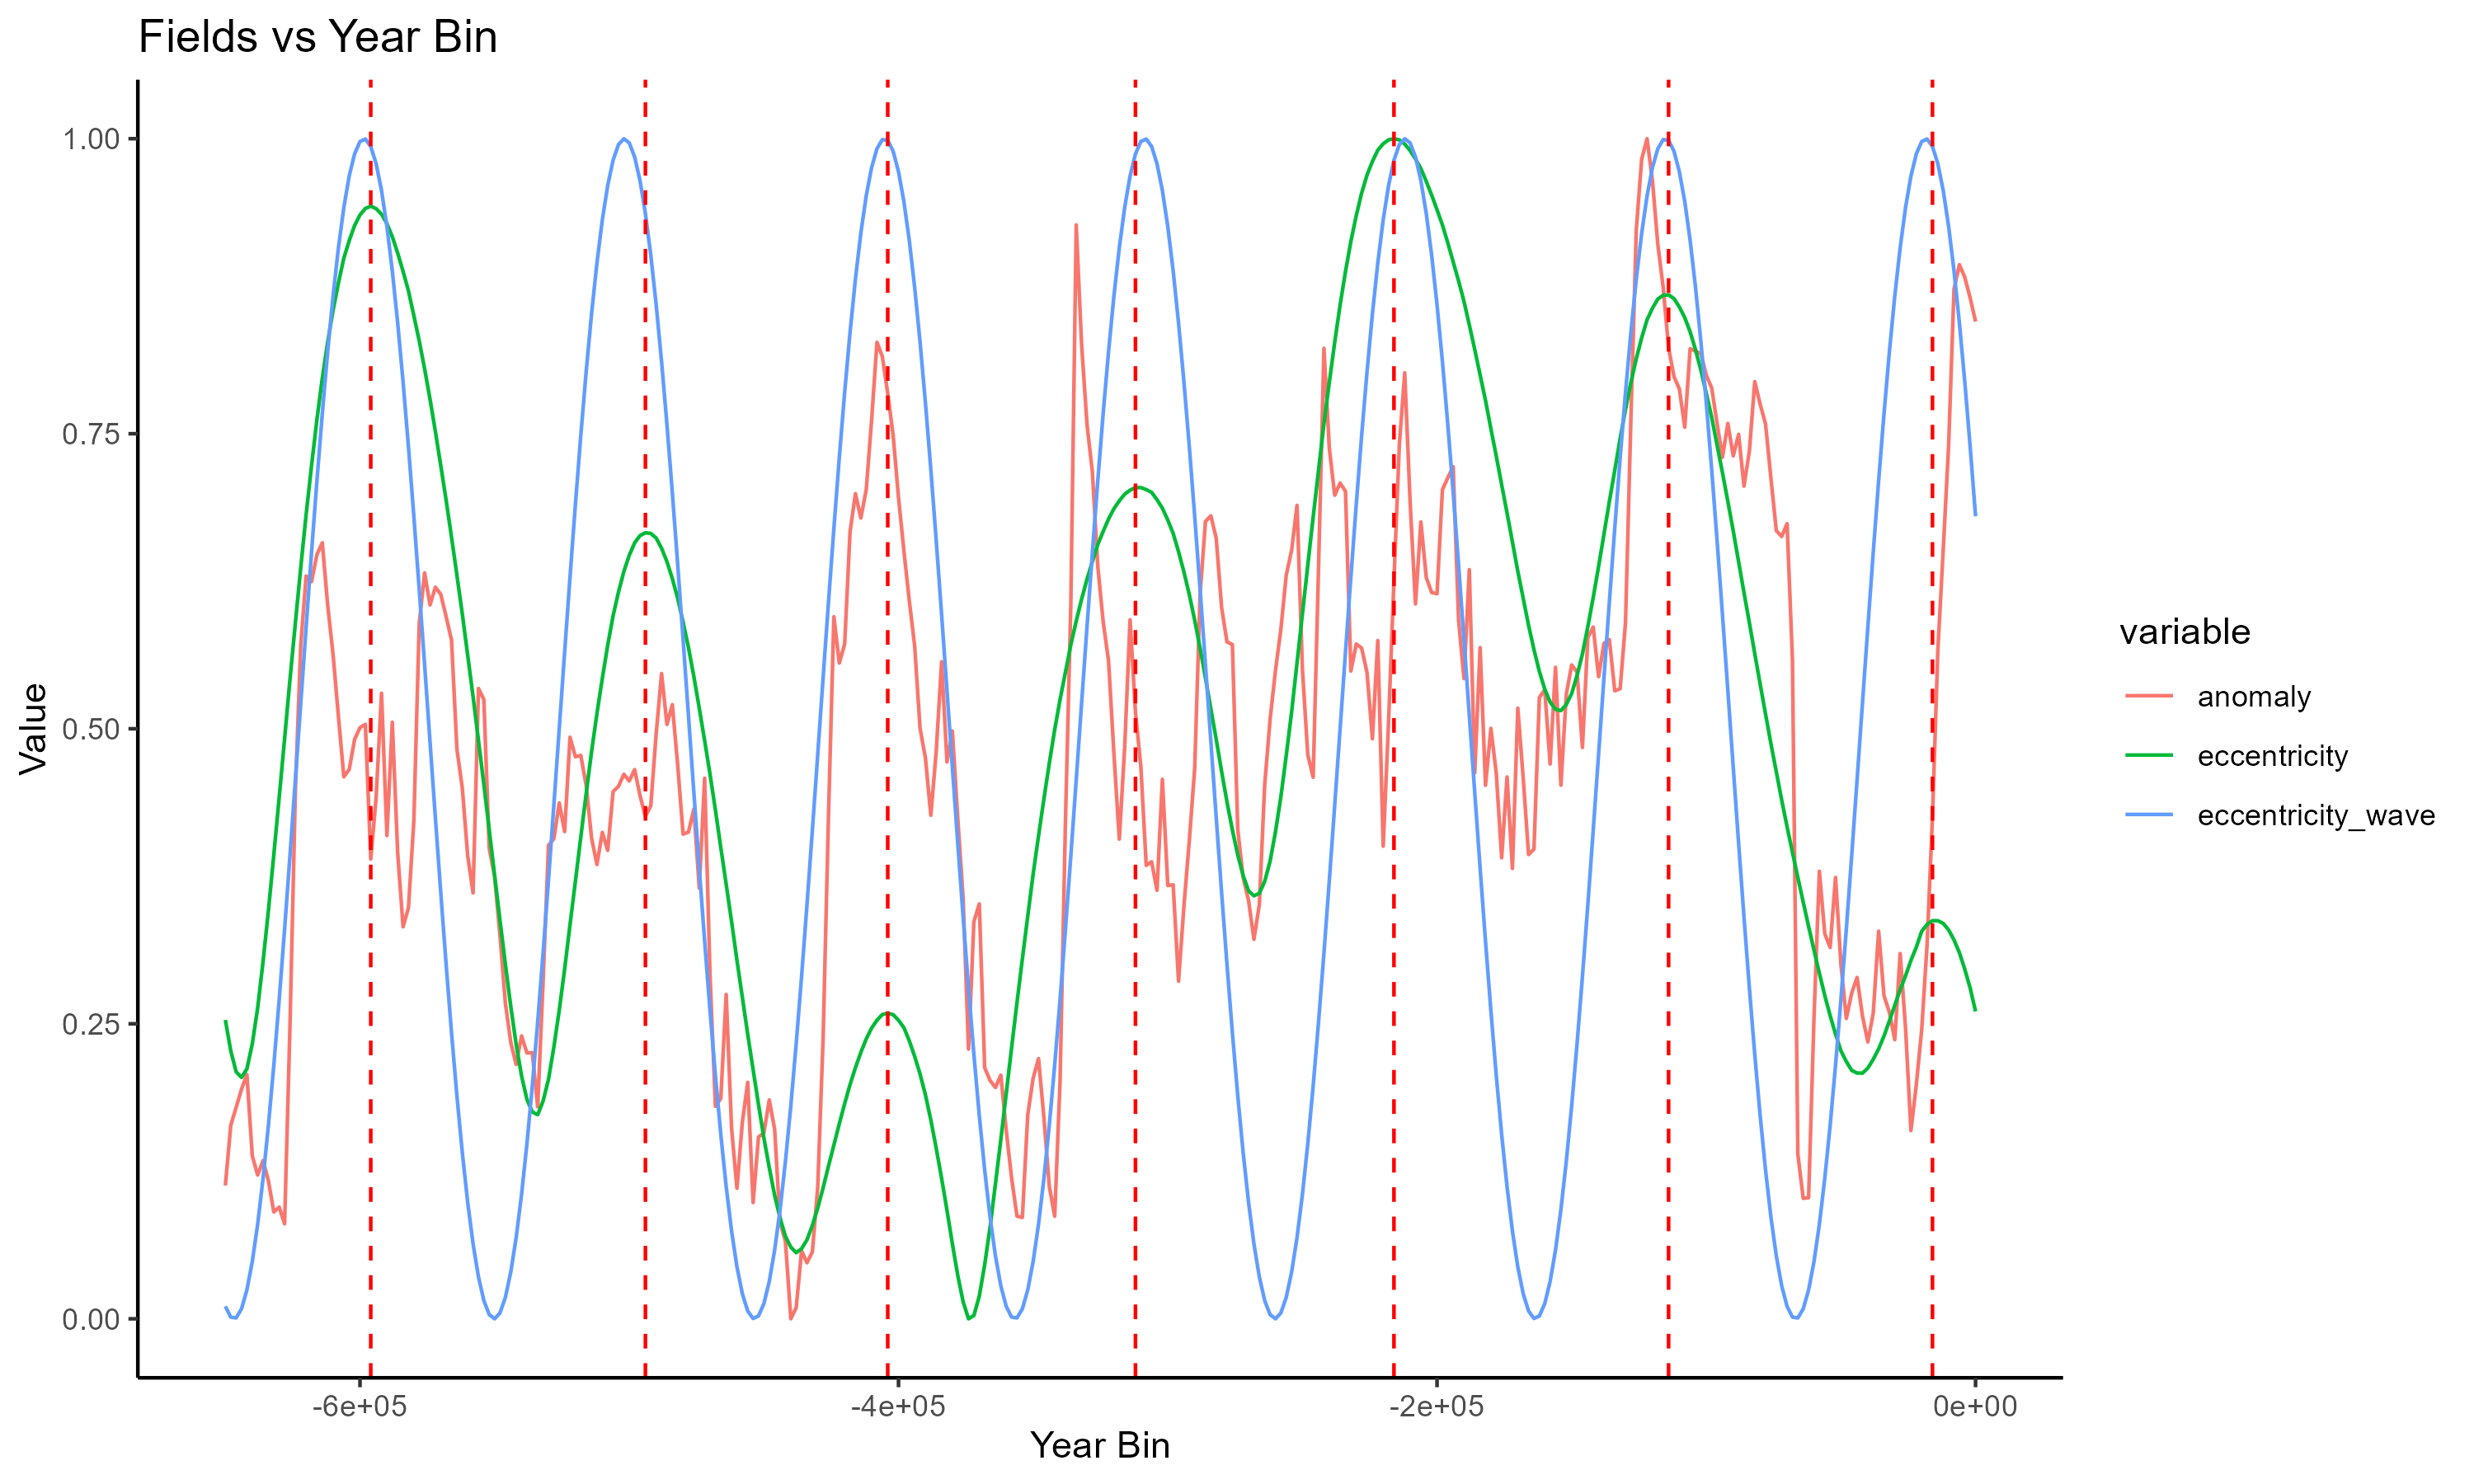 Fields vs Year Bin
1.00
0.75
0.50
0.25
0.00
Value
-6e+05 -4e+05 -2e+05 0e+00
Year Bin
variable
anomaly
eccentricity
eccentricity_wave